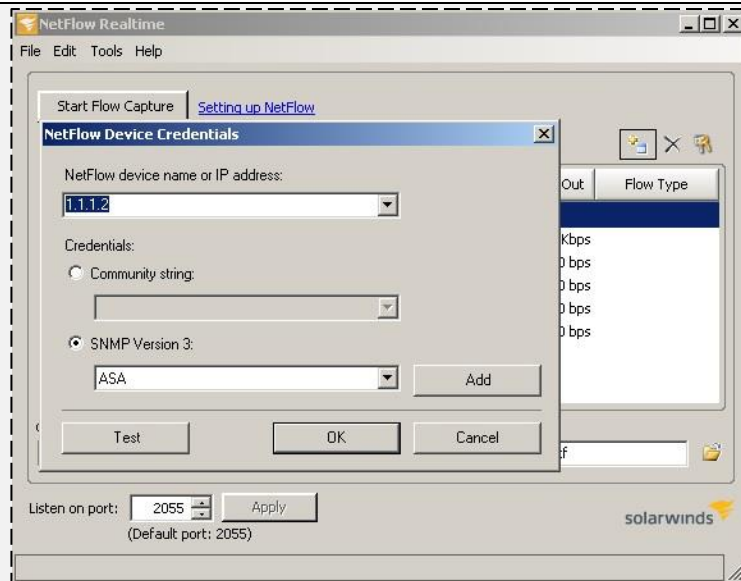 NetFlow Realtime
File Edit Tools Help
Start Flow Capture Setting up NetFlow
NetFlow Device Credentials
NetFlow device name or IP address:
1.1.1.2
Out Flow Type
Kbps
bps
bps
bps
bps
Credentials:
Community string:
SNMP Version 3:
ASA Add
Test OK Cancel
Listen on port: 2055 Apply
(Default port: 2055)
solarwinds